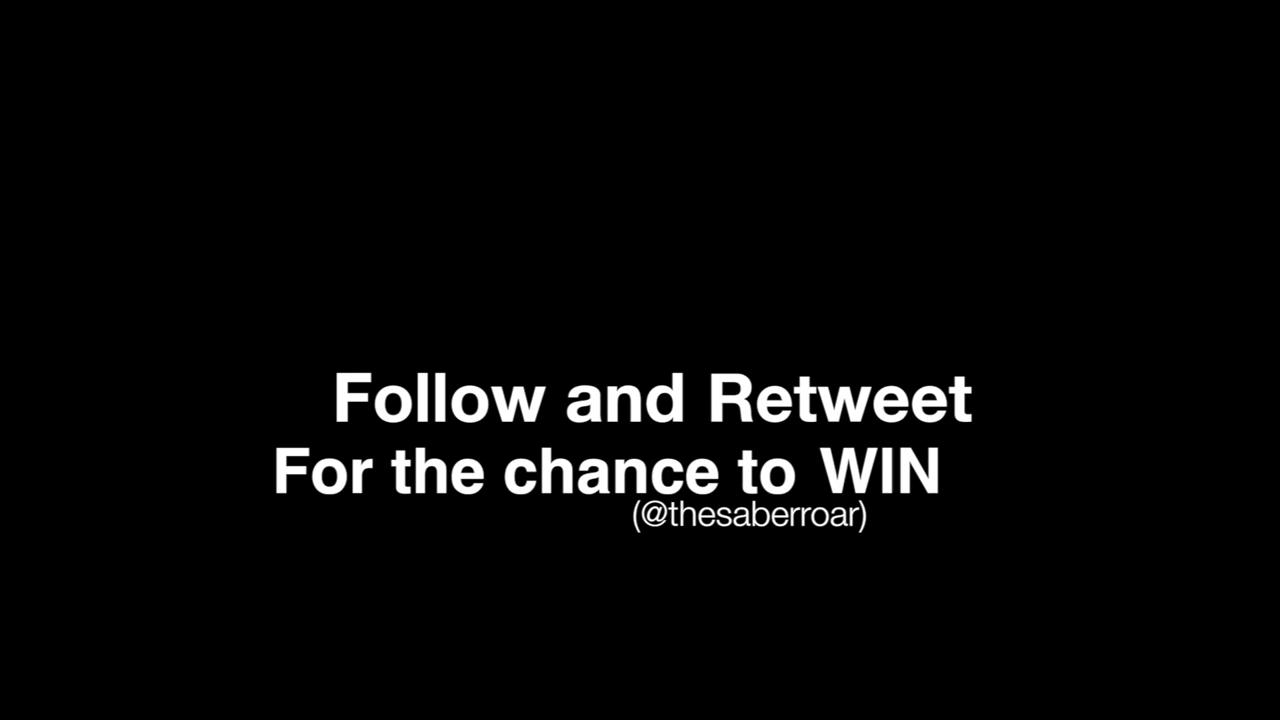 Follow and Retweet
For the chance to WIN
(@thesaberroar)